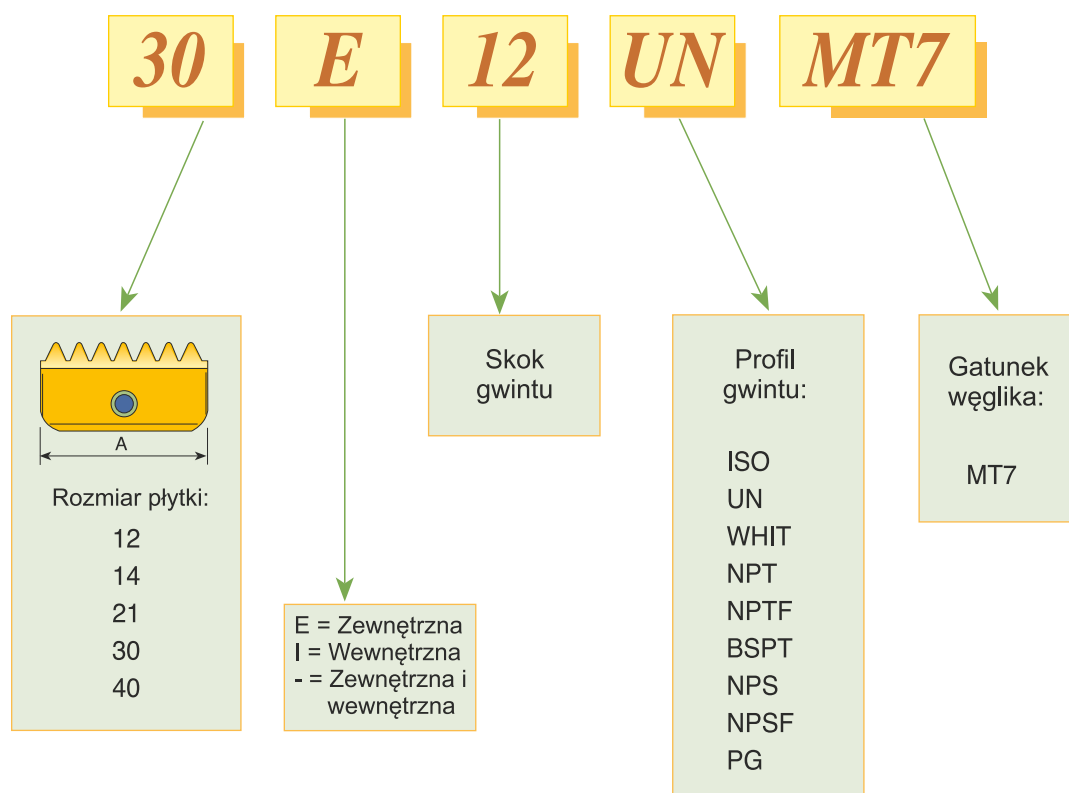 30 E 12 UN MT7
A
Rozmiar płytki:
12
14
21
30
40
E = Zewnętrzna
I = Wewnętrzna
- = Zewnętrzna i
wewnętrzna
Skok
gwintu
Profil
gwintu:
ISO
UN
WHIT
NPT
NPTF
BSPT
NPS
NPSF
PG
Gatunek
węglika:
MT7